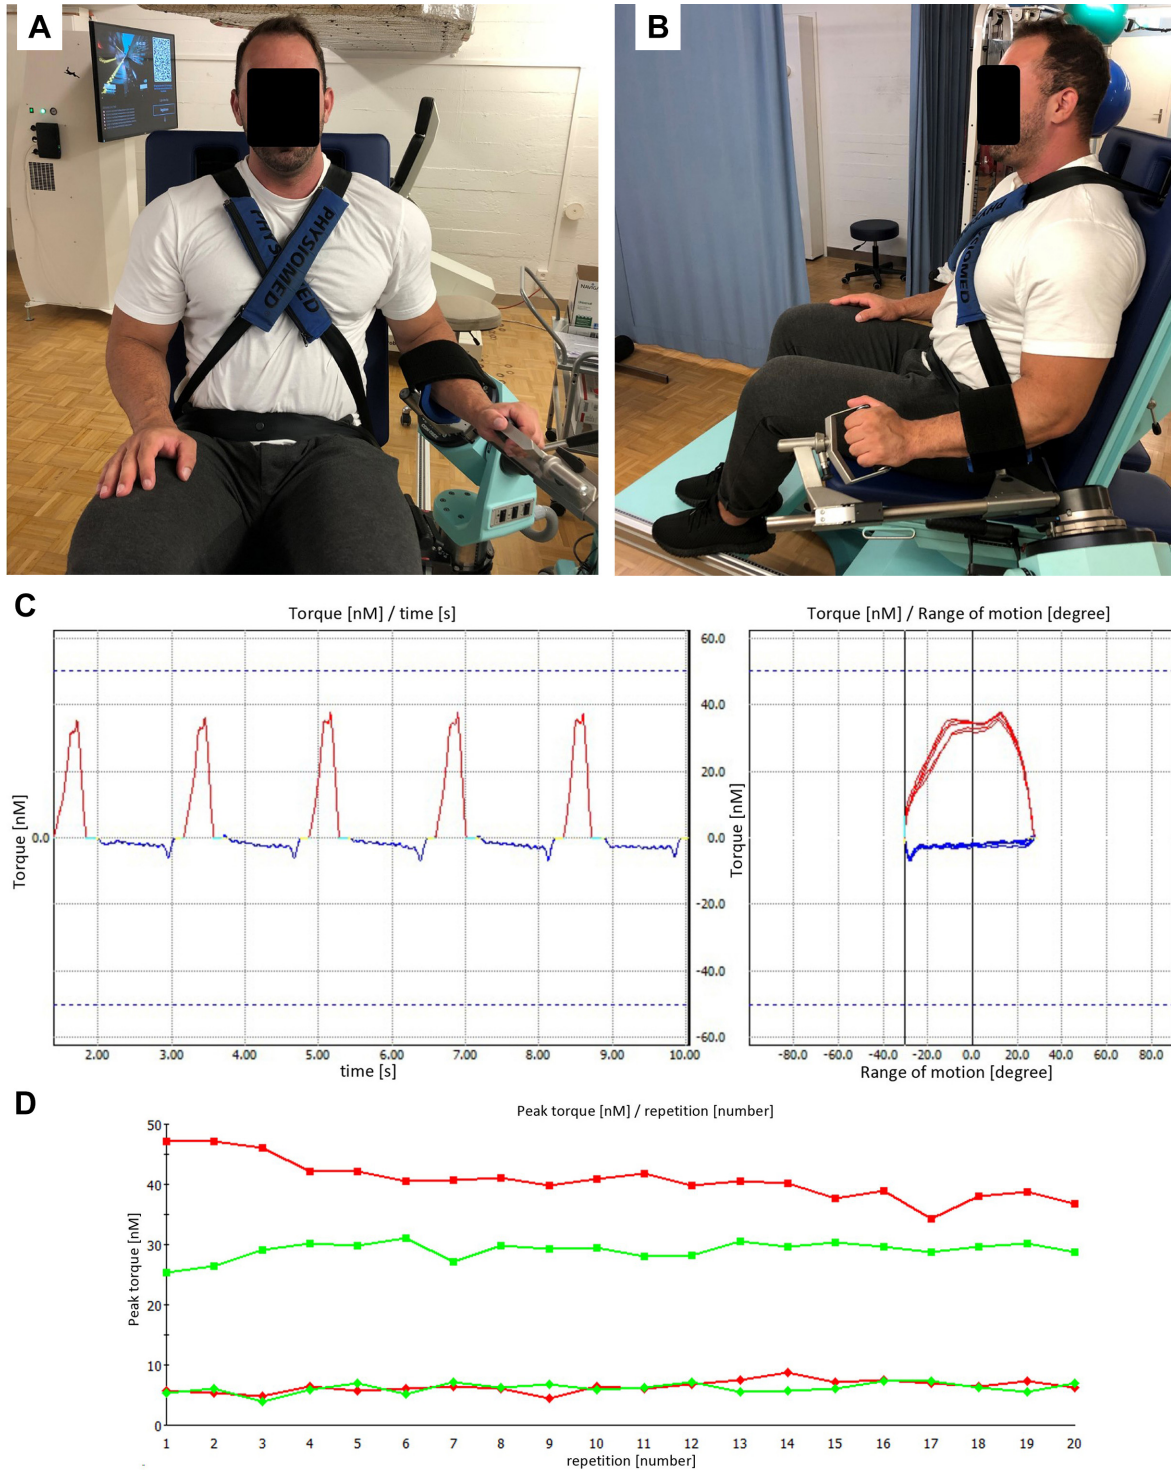 A
B
PHYSIOMED
PHYS
ED
PHYSIOMED
C
Torque [nM] / time [s]
Torque [nM] / Range of motion [degree]
60.0
40.0
20.0
0.0
0.0
-20.0
-40.0
-60.0
Torque [nM]
Torque [nM]
2.00 3.00 4.00 5.00 6.00 7.00 8.00 9.00 10.00
-80.0 -60.0 -40.0 -20.0 0.0 20.0 40.0 60.0 80.0
time [s]
Range of motion [degree]
D
Peak torque [nM] / repetition [number]
50
40
30
20
10
0
Peak torque [nM]
1 2 3 4 5 6 7 8 9 10 11 12 13 14 15 16 17 18 19 20
repetition [number]